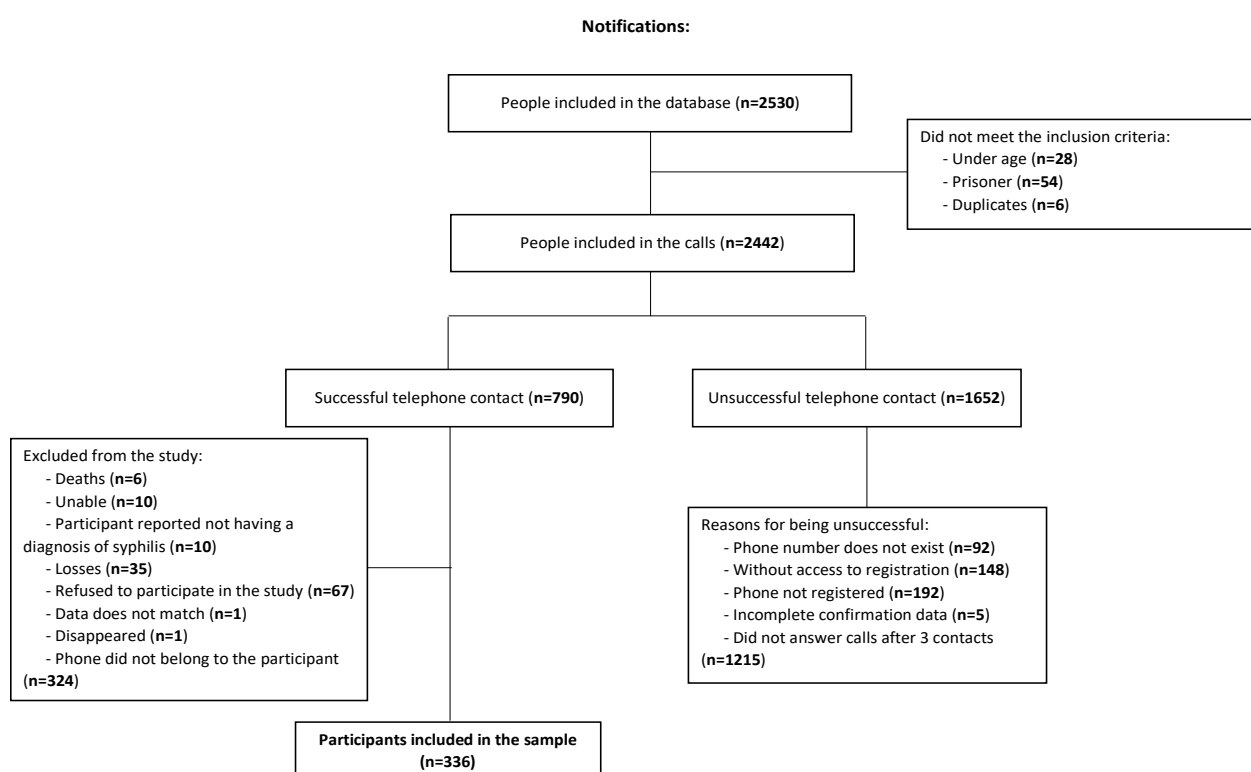 Notifications:
People included in the database (n=2530)
Did not meet the inclusion criteria:
- Under age (n=28)
- Prisoner (n=54)
- Duplicates (n=6)
People included in the calls (n=2442)
Successful telephone contact (n=790)
Unsuccessful telephone contact (n=1652)
Excluded from the study:
- Deaths (n=6)
- Unable (n=10)
- Participant reported not having a
diagnosis of syphilis (n=10)
- Losses (n=35)
- Refused to participate in the study (n=67)
- Data does not match (n=1)
- Disappeared (n=1)
- Phone did not belong to the participant
(n=324)
Reasons for being unsuccessful:
- Phone number does not exist (n=92)
- Without access to registration (n=148)
- Phone not registered (n=192)
- Incomplete confirmation data (n=5)
- Did not answer calls after 3 contacts
(n=1215)
Participants included in the sample
(n=336)